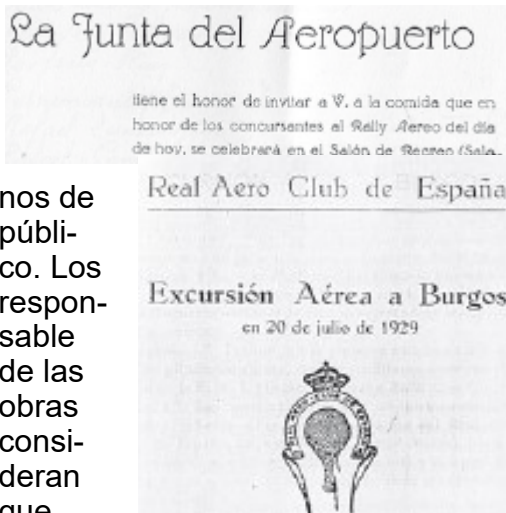 La Junta del Aeropuerto
tiene el honor de invitar a V. a la comida que en
honor de los concursantes al Rally Aereo del día
de hoy, se celebrará en el Salón de Recreo (Sala
Real Aero Club de España
Excursión Aérea a Burgos
en 20 de julio de 1929
nos de
públi-
co. Los
respon-
sable
de las
obras
consi-
deran
que